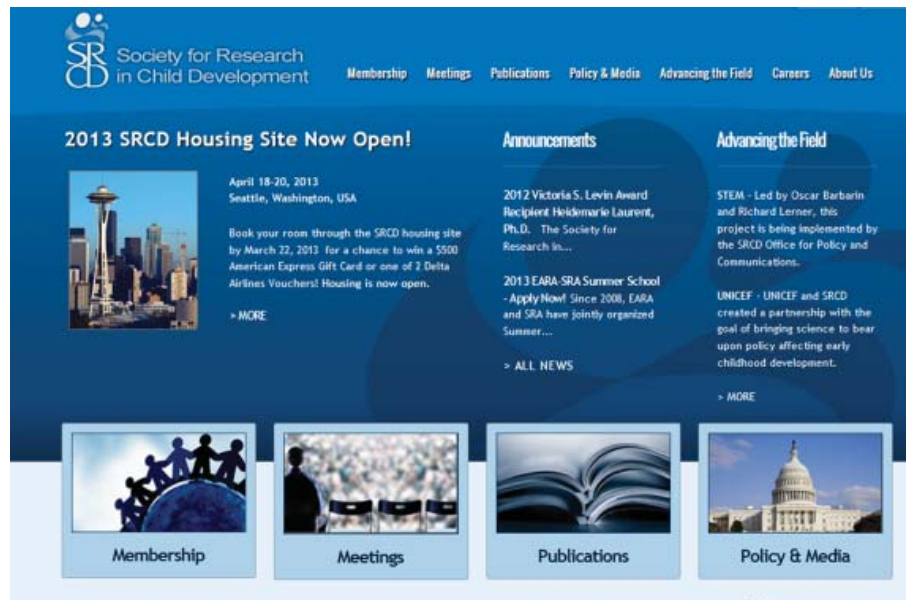 SR
CD
Society for Research
in Child Development
Membership Meetings Publications Policy & Media Advancing the Field Careers About Us
2013 SRCD Housing Site Now Open!
April 18-20, 2013
Seattle, Washington, USA
Book your room through the SRCD housing site
by March 22, 2013 for a chance to win a $500
American Express Gift Card or one of 2 Delta
Airlines Vouchers! Housing is now open.
> MORE
Announcements
2012 Victoria S. Levin Award
Recipient Heidemarie Laurent,
Ph.D. The Society for
Research in...
2013 EARA-SRA Summer School
- Apply Now! Since 2008, EARA
and SRA have jointly organized
Summer...
> ALL NEWS
Advancing the Field
STEM - Led by Oscar Barbarin
and Richard Lerner, this
project is being implemented by
the SRCD Office for Policy and
Communications.
UNICEF - UNICEF and SRCD
created a partnership with the
goal of bringing science to bear
upon policy affecting early
childhood development.
> MORE
Membership
Meetings
Publications
Policy & Media